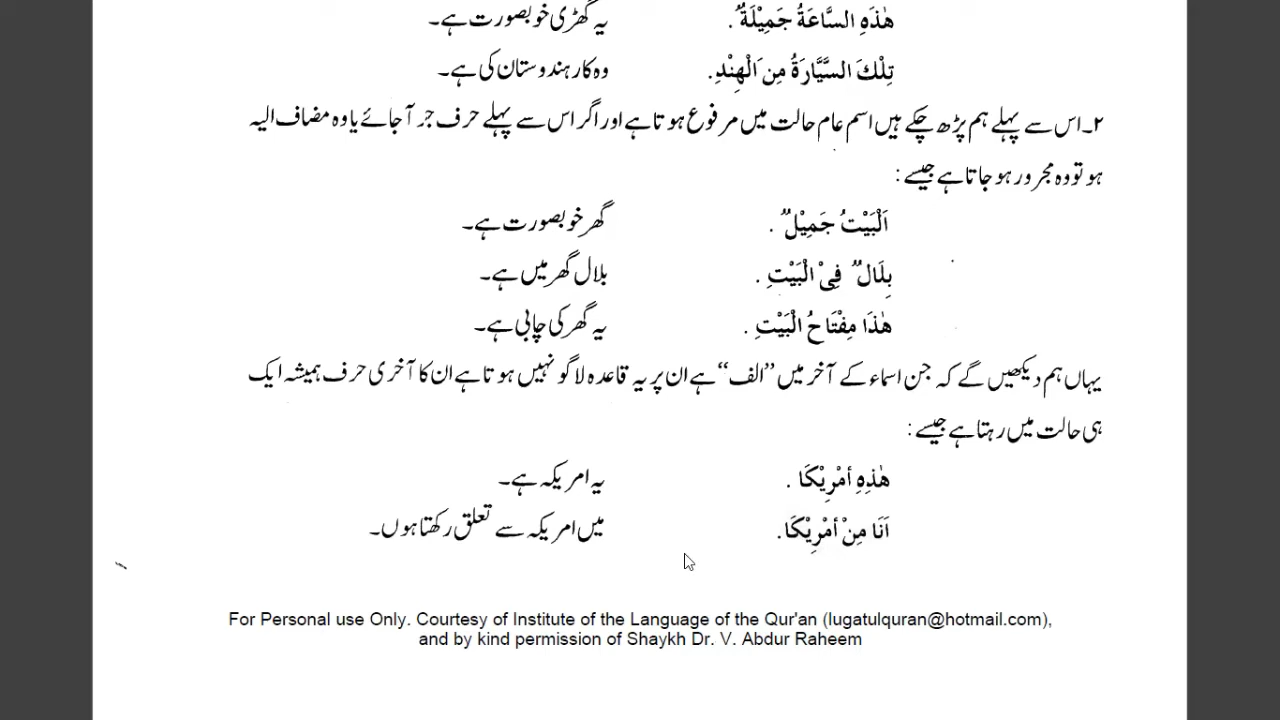 هٰذِهِ السَّاعَةُ جَمِيْلَةٌ. یہ گھڑی خوبصورت ہے۔
تِلْكَ السَّيَّارَةُ مِنَ الْهِنْدِ. وہ کار ہندوستان کی ہے۔
۲۔ اس سے پہلے ہم پڑھ چکے ہیں اسم عام حالت میں مرفوع ہوتا ہے اور اگر اس سے پہلے حرف جر آجائے یا وہ مضاف الیہ
ہو تو وہ مجرور ہو جاتا ہے جیسے :
اَلْبَيْتُ جَمِيْلٌ . گھر خوبصورت ہے۔
بِلَالٌ فِىْ الْبَيْتِ . بلال گھر میں ہے۔
هٰذَا مِفْتَاحُ الْبَيْتِ . یہ گھر کی چابی ہے۔
یہاں ہم دیکھیں گے کہ جن اسماء کے آخر میں ”الف“ ہے ان پر یہ قاعدہ لاگو نہیں ہوتا ہے ان کا آخری حرف ہمیشہ ایک
ہی حالت میں رہتا ہے جیسے :
هٰذِهِ أمْرِيْكَا . یہ امریکہ ہے۔
اَنَا مِنْ أمْرِيْكَا. میں امریکہ سے تعلق رکھتا ہوں۔
For Personal use Only. Courtesy of Institute of the Language of the Qur'an (lugatulquran@hotmail.com),
and by kind permission of Shaykh Dr. V. Abdur Raheem